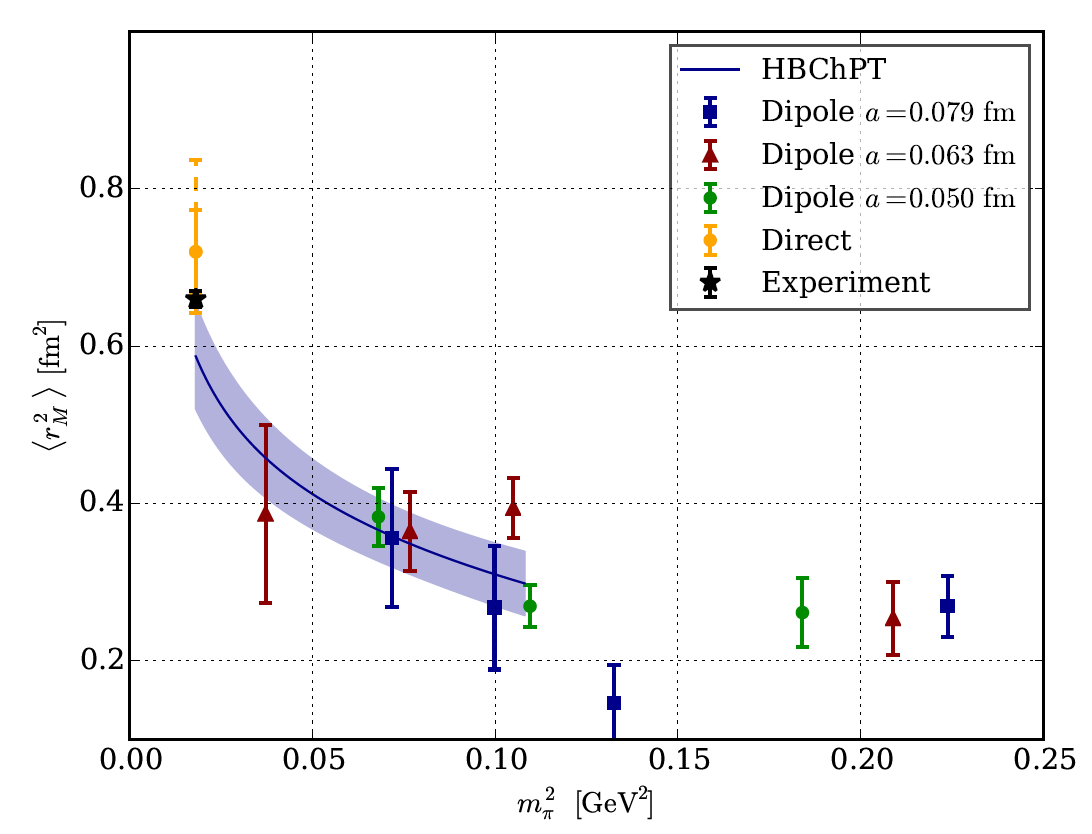 HBChPT
Dipole a=0.079 fm
Dipole a=0.063 fm
Dipole a=0.050 fm
Direct
Experiment
0.8
0.6
0.4
0.2
⟨r²_M⟩ [fm²]
0.00 0.05 0.10 0.15 0.20 0.25
m²_π [GeV²]